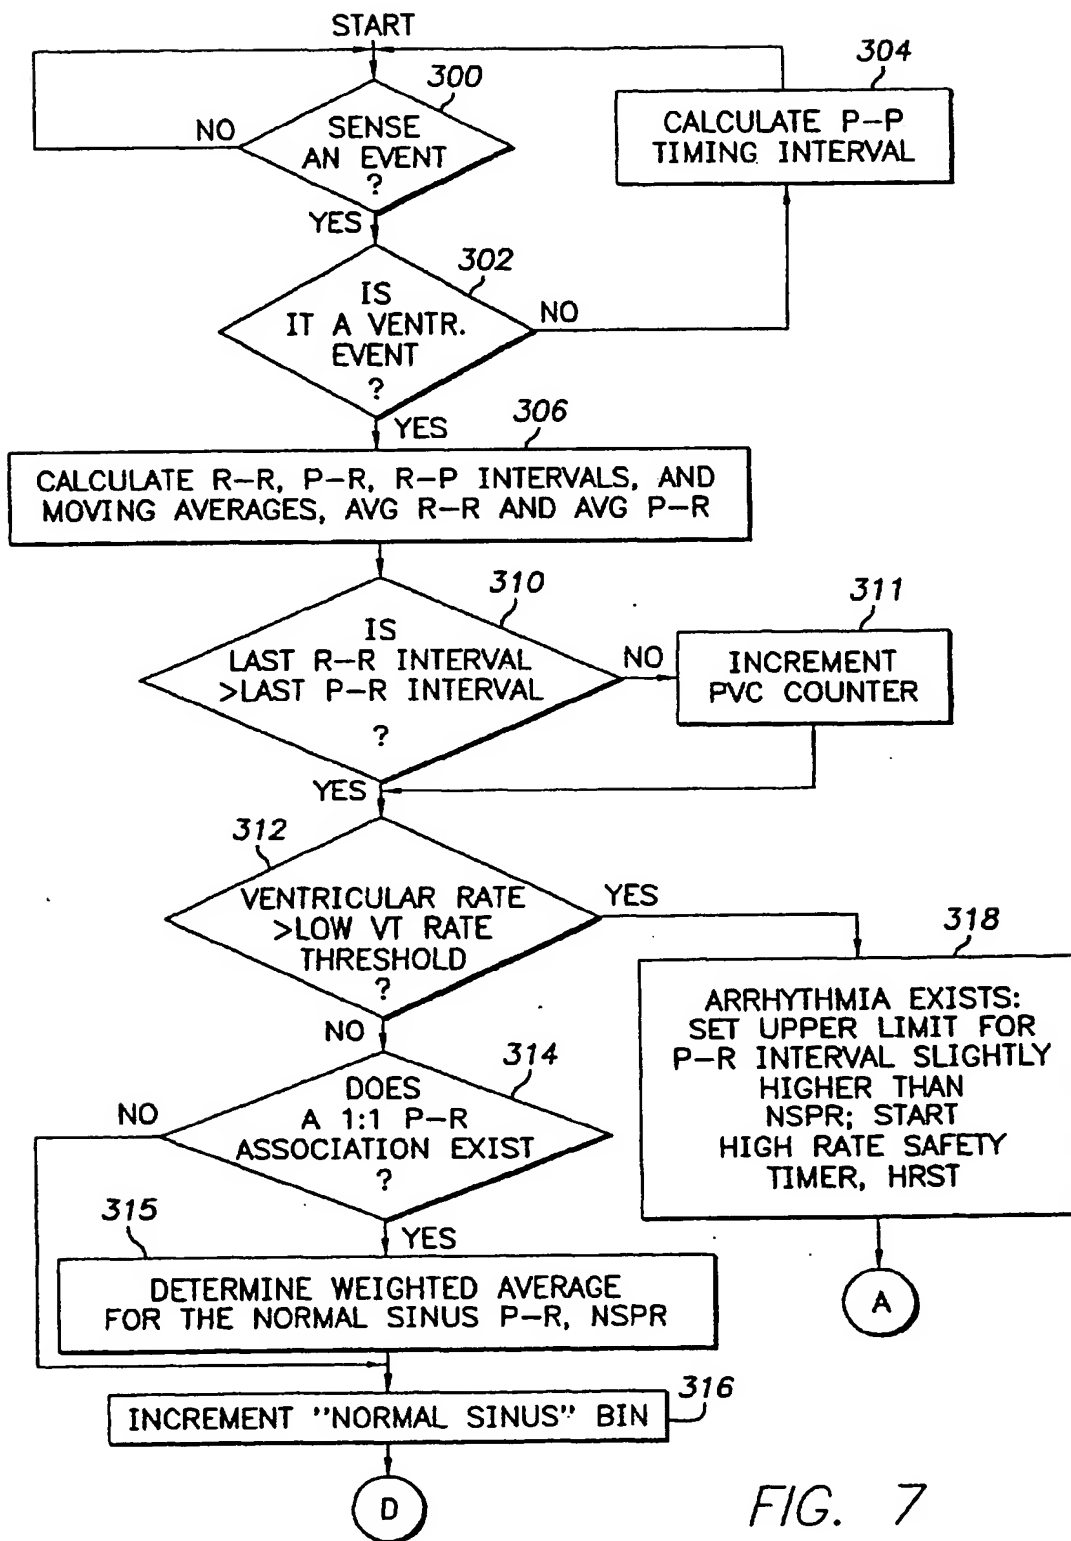 START
300
SENSE
AN EVENT
?
NO
YES
304
CALCULATE P-P
TIMING INTERVAL
302
IS
IT A VENTR.
EVENT
?
NO
YES
306
CALCULATE R-R, P-R, R-P INTERVALS, AND
MOVING AVERAGES, AVG R-R AND AVG P-R
310
IS
LAST R-R INTERVAL
>LAST P-R INTERVAL
?
NO
YES
311
INCREMENT
PVC COUNTER
312
VENTRICULAR RATE
>LOW VT RATE
THRESHOLD
?
YES
NO
318
ARRHYTHMIA EXISTS:
SET UPPER LIMIT FOR
P-R INTERVAL SLIGHTLY
HIGHER THAN
NSPR; START
HIGH RATE SAFETY
TIMER, HRST
A
314
DOES
A 1:1 P-R
ASSOCIATION EXIST
?
NO
YES
315
DETERMINE WEIGHTED AVERAGE
FOR THE NORMAL SINUS P-R, NSPR
316
INCREMENT "NORMAL SINUS" BIN
D
FIG. 7